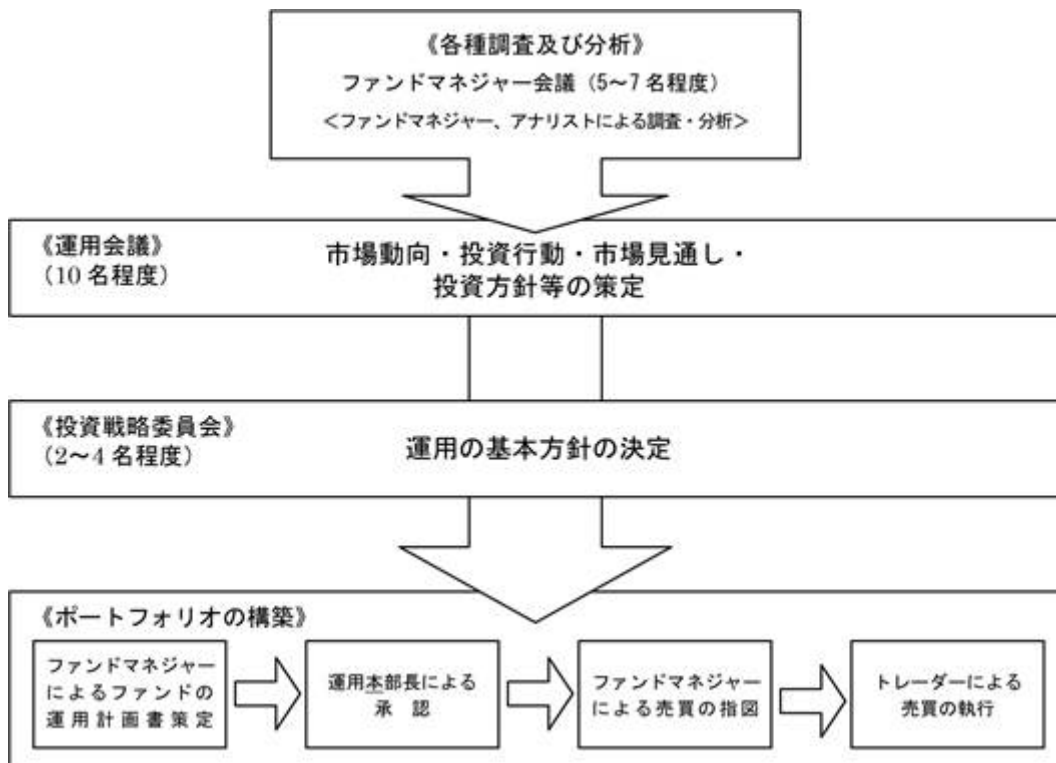 《各種調査及び分析》
ファンドマネジャー会議（5～7名程度）
＜ファンドマネジャー、アナリストによる調査・分析＞
《運用会議》
（10名程度）
市場動向・投資行動・市場見通し・
投資方針等の策定
《投資戦略委員会》
（2～4名程度）
運用の基本方針の決定
《ポートフォリオの構築》
ファンドマネジャー
によるファンドの
運用計画書策定
運用本部長による
承　認
ファンドマネジャー
による売買の指図
トレーダーによる
売買の執行